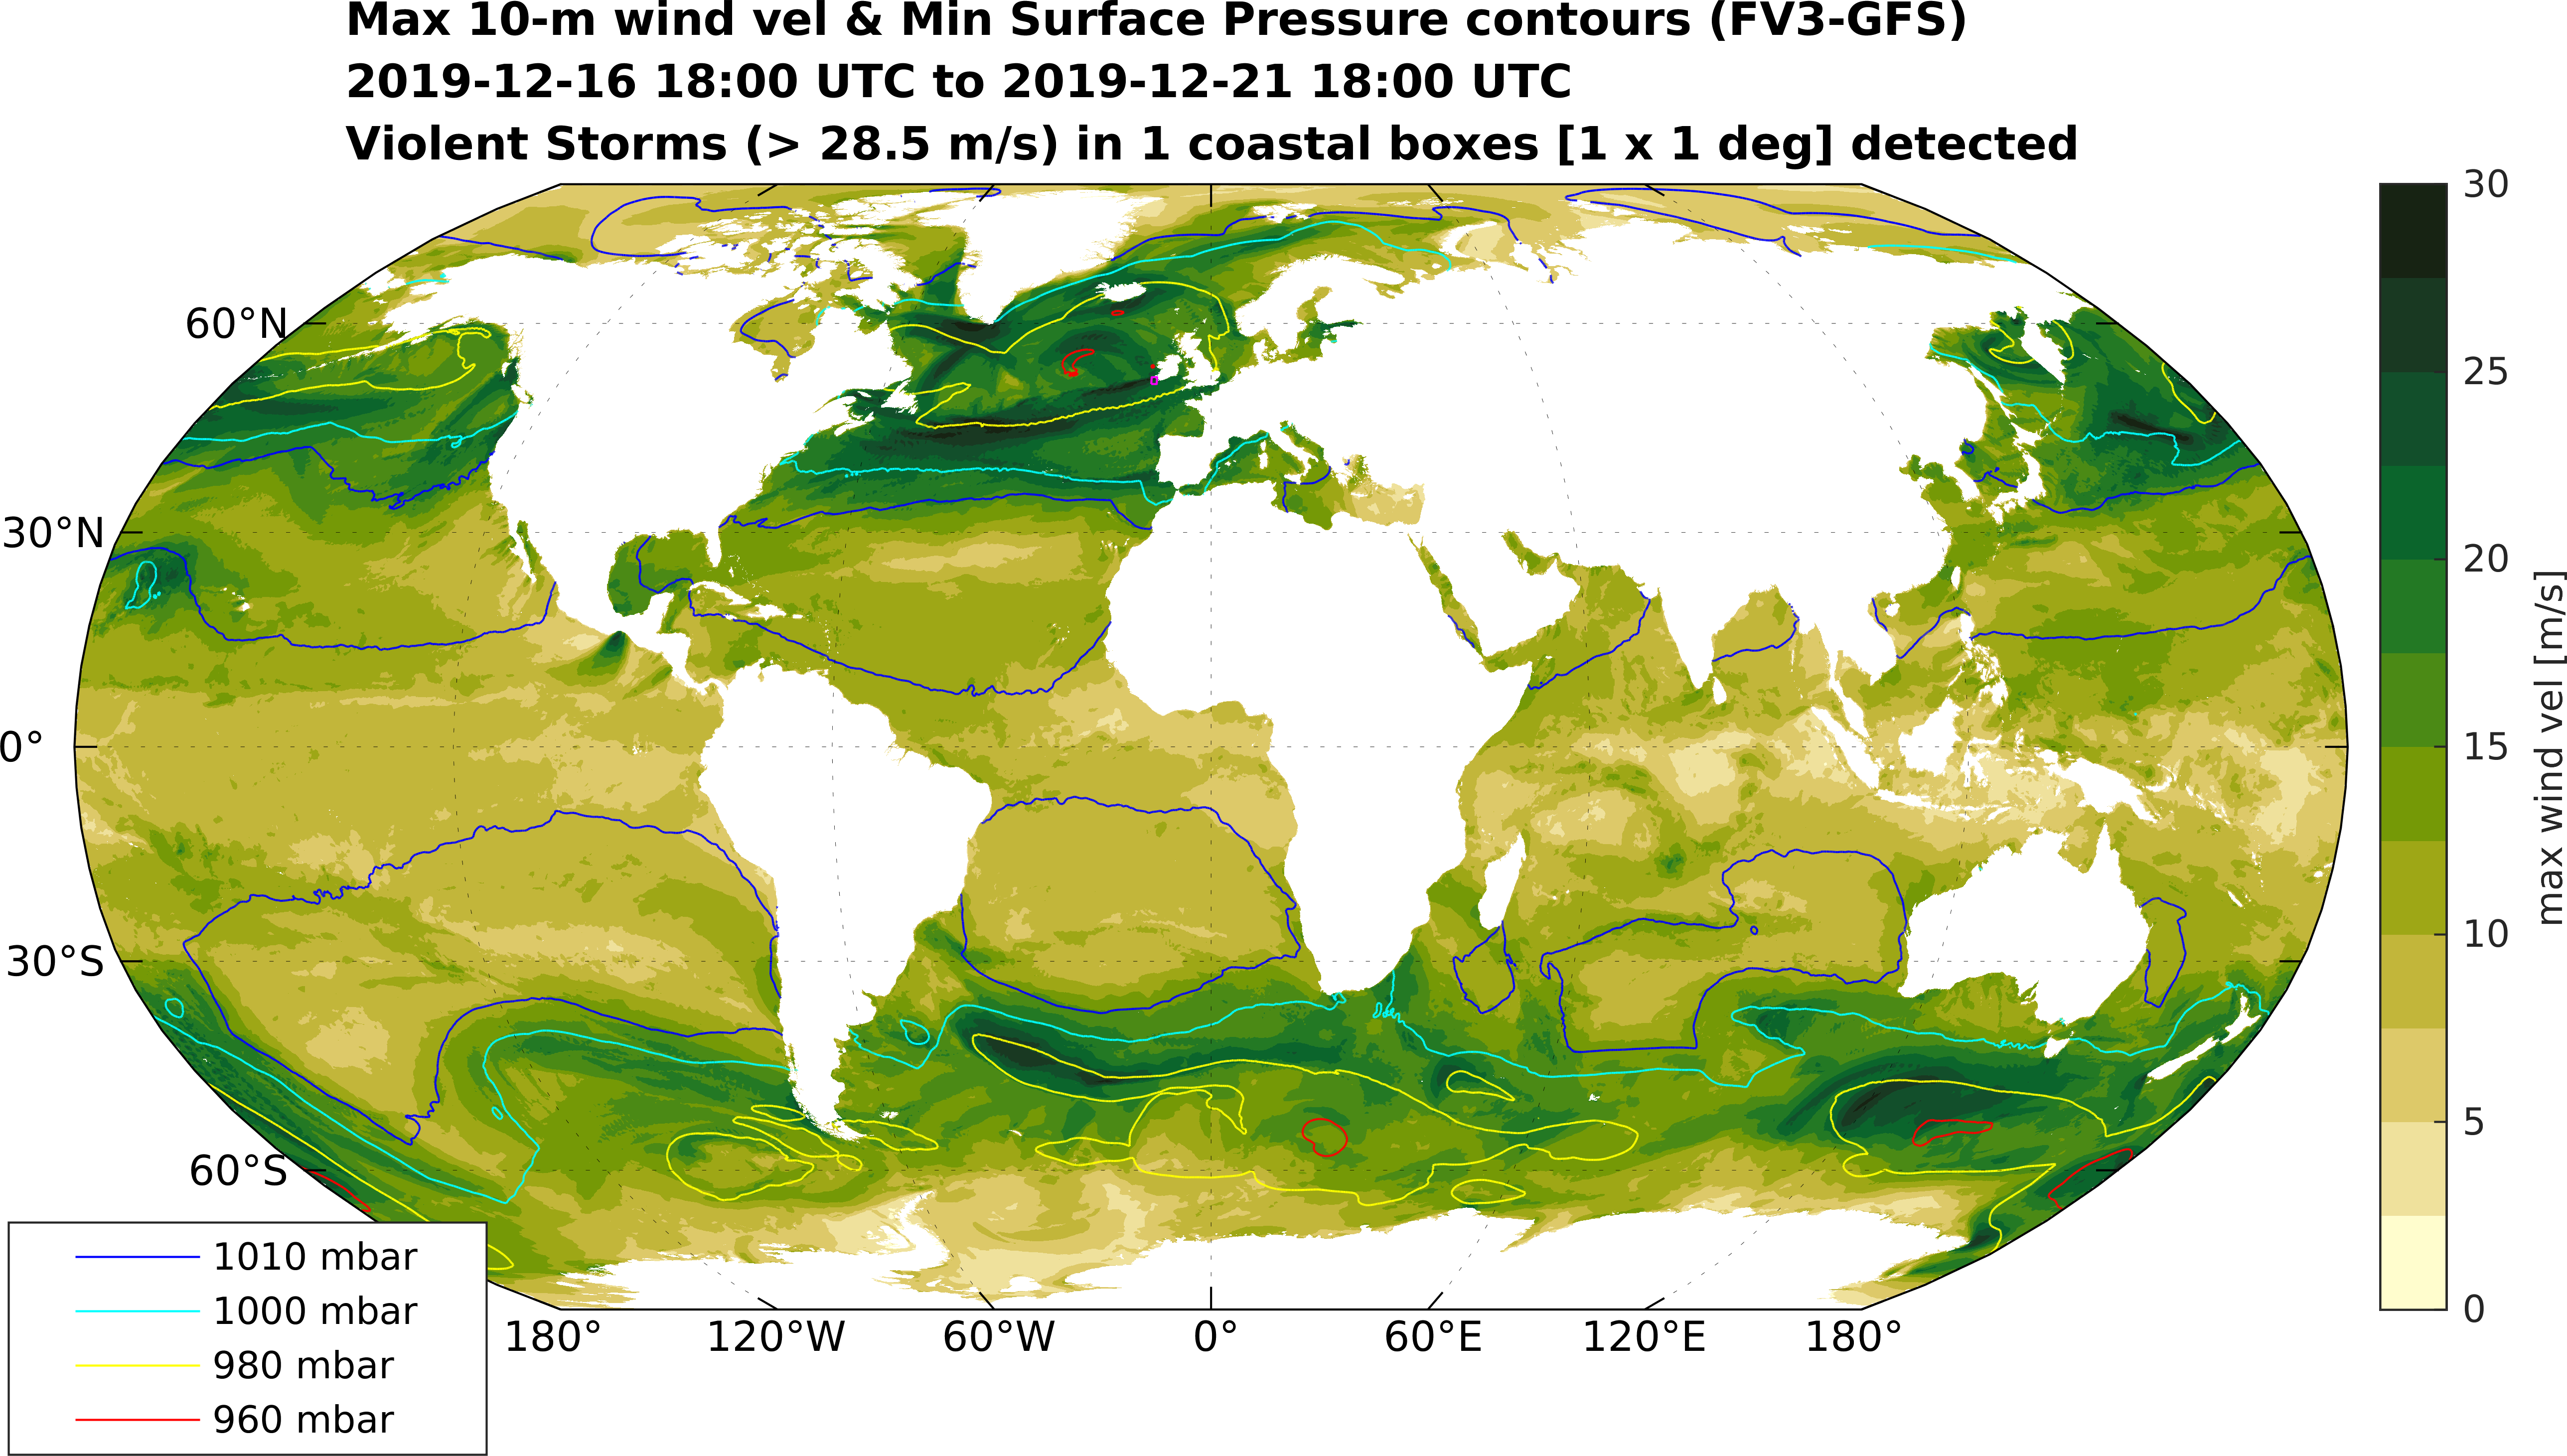 Max 10-m wind vel & Min Surface Pressure contours (FV3-GFS)
2019-12-16 18:00 UTC to 2019-12-21 18:00 UTC
Violent Storms (> 28.5 m/s) in 1 coastal boxes [1 x 1 deg] detected
60°N
30°N
0°
30°S
60°S
180°
120°W
60°W
0°
60°E
120°E
180°
1010 mbar
1000 mbar
980 mbar
960 mbar
30
25
20
15
10
5
0
max wind vel [m/s]